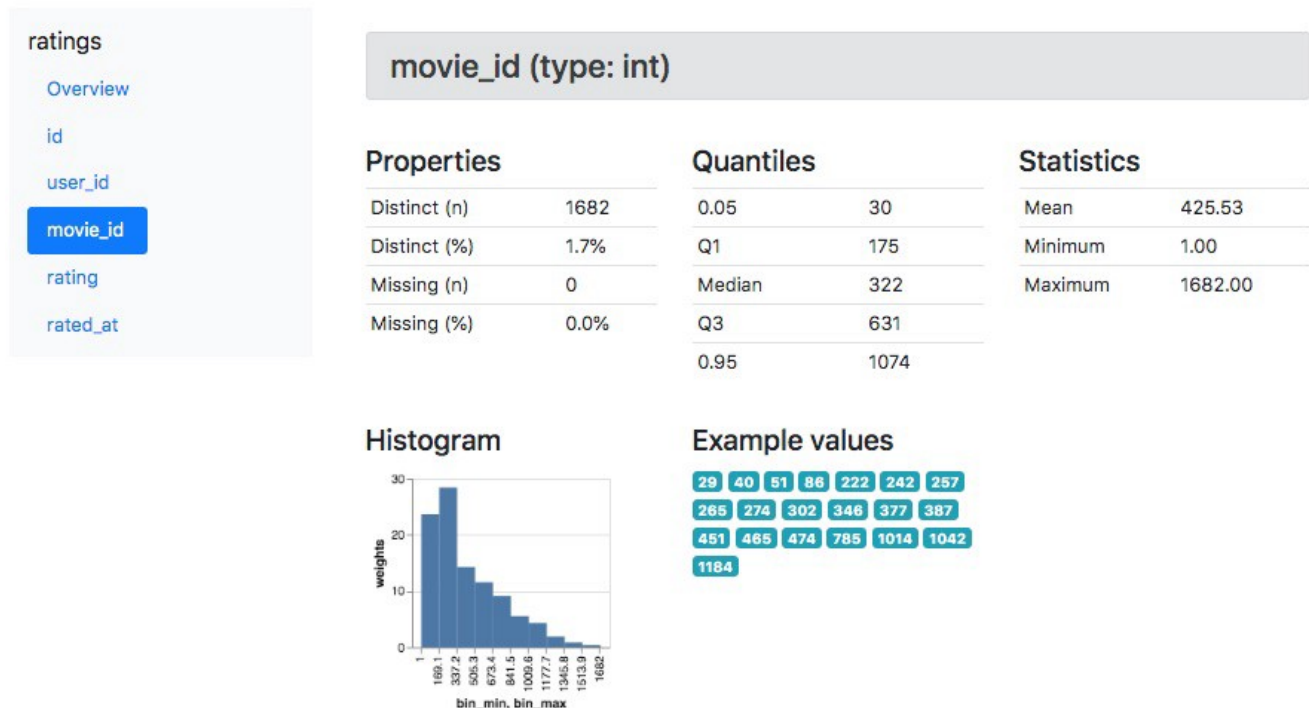 ratings
Overview
id
user_id
movie_id
rating
rated_at
movie_id (type: int)
Properties
Distinct (n) 1682
Distinct (%) 1.7%
Missing (n) 0
Missing (%) 0.0%
Quantiles
0.05 30
Q1 175
Median 322
Q3 631
0.95 1074
Statistics
Mean 425.53
Minimum 1.00
Maximum 1682.00
Histogram
30
20
10
0
weights
1 169.1 337.2 505.3 673.4 841.5 1009.6 1177.7 1345.8 1513.9 1682
bin_min, bin_max
Example values
29 40 51 86 222 242 257
265 274 302 346 377 387
451 465 474 785 1014 1042
1184